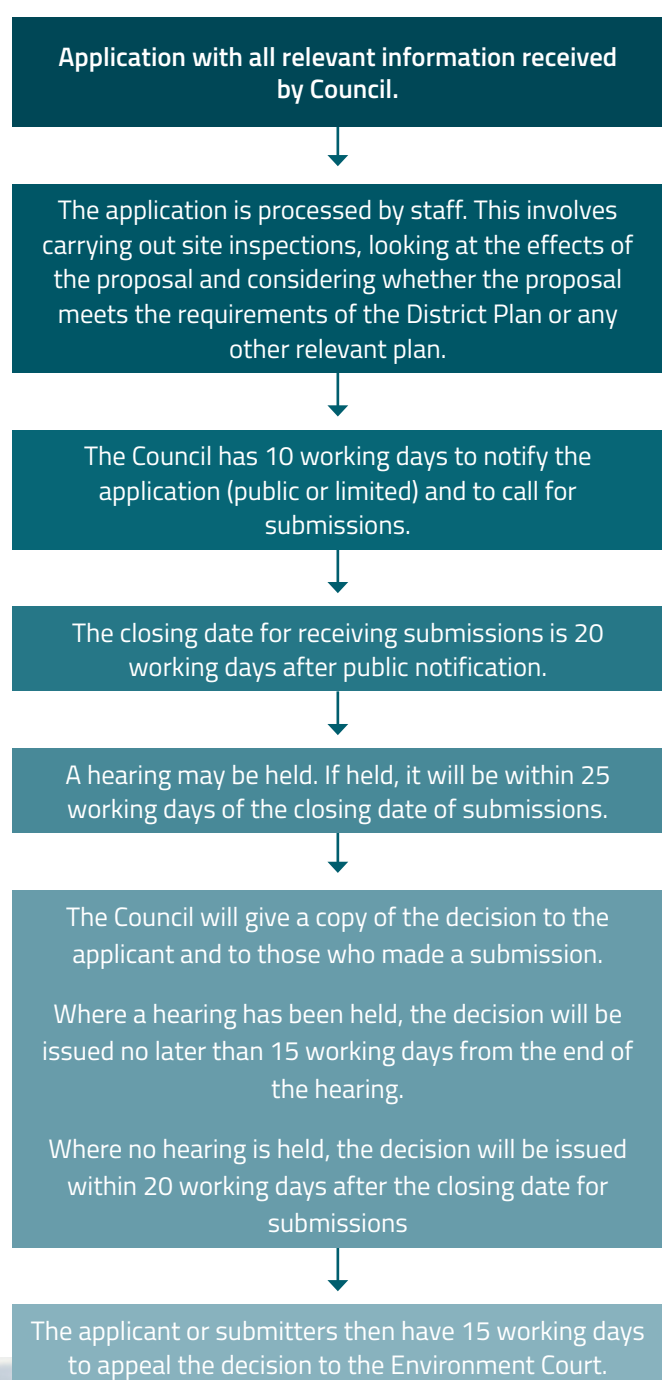 Application with all relevant information received
by Council.
The application is processed by staff. This involves
carrying out site inspections, looking at the effects of
the proposal and considering whether the proposal
meets the requirements of the District Plan or any
other relevant plan.
The Council has 10 working days to notify the
application (public or limited) and to call for
submissions.
The closing date for receiving submissions is 20
working days after public notification.
A hearing may be held. If held, it will be within 25
working days of the closing date of submissions.
The Council will give a copy of the decision to the
applicant and to those who made a submission.
Where a hearing has been held, the decision will be
issued no later than 15 working days from the end of
the hearing.
Where no hearing is held, the decision will be issued
within 20 working days after the closing date for
submissions
The applicant or submitters then have 15 working days
to appeal the decision to the Environment Court.